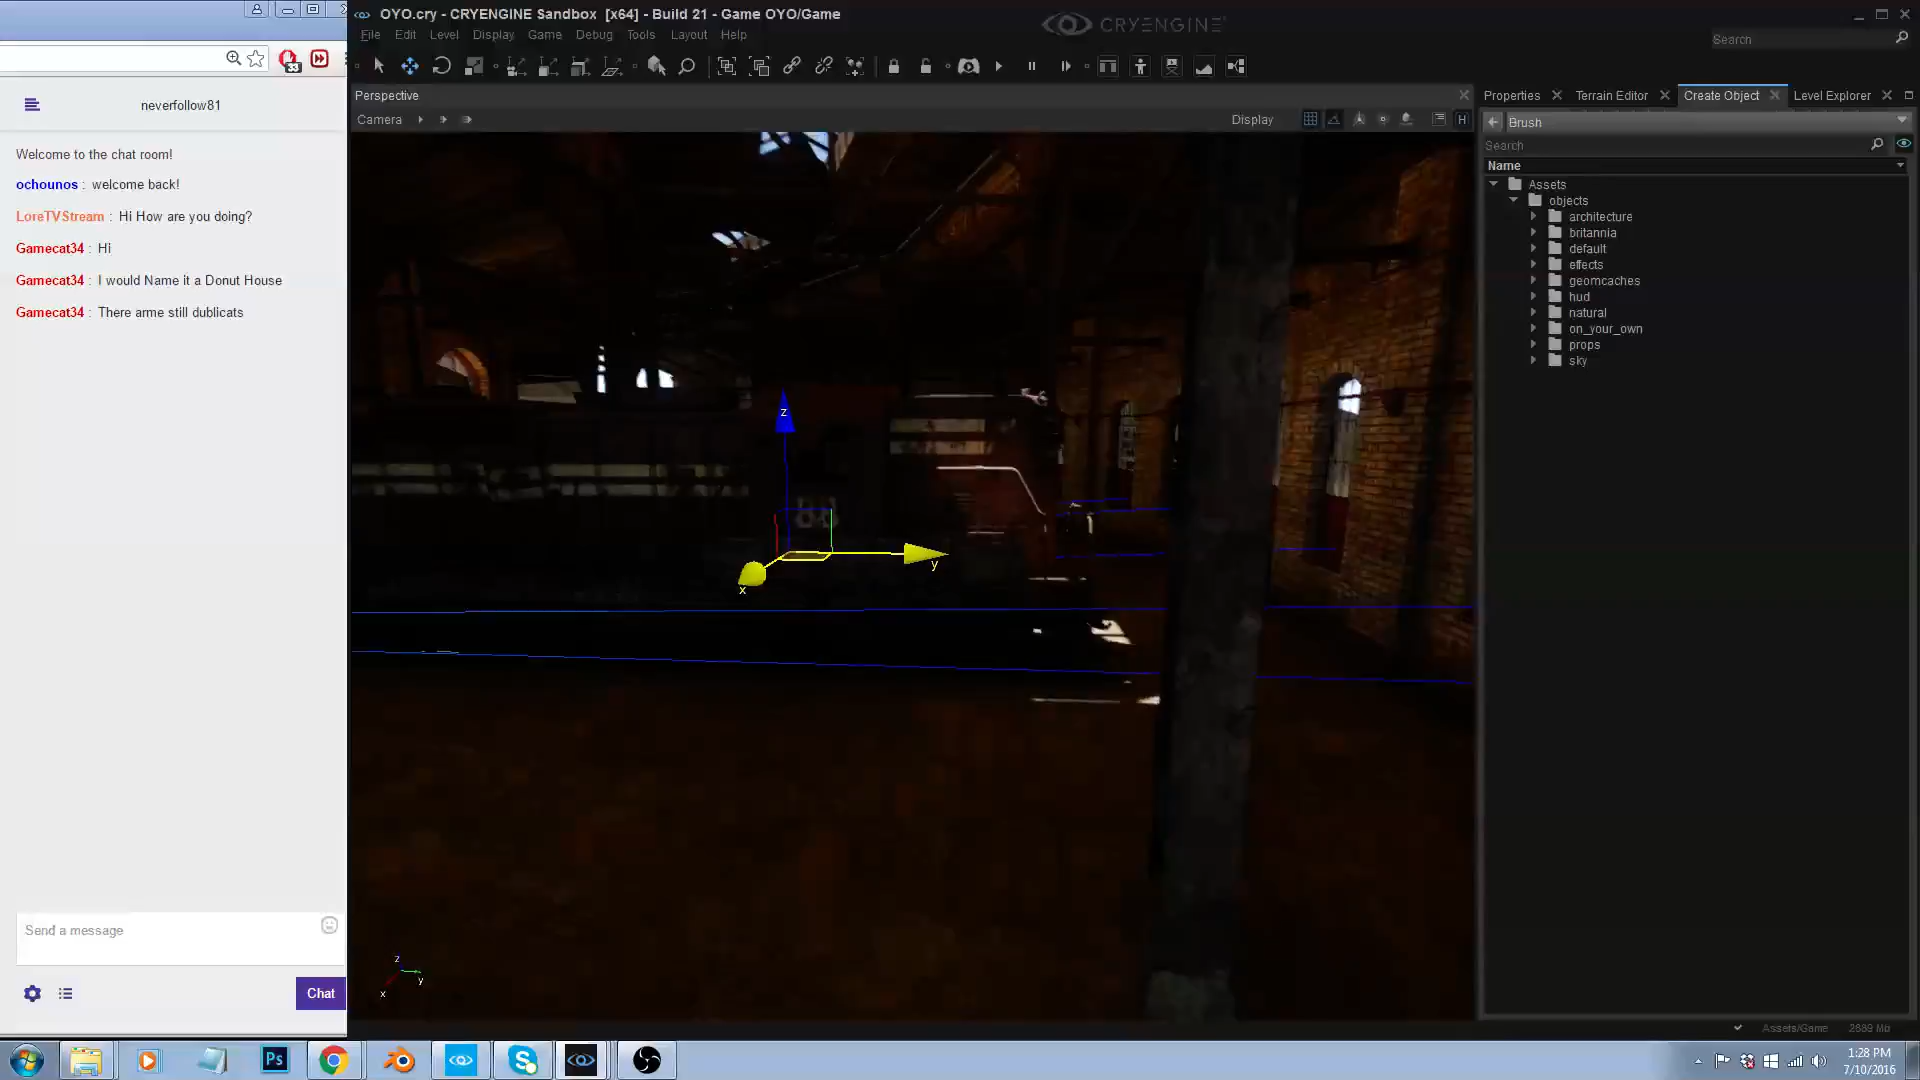 OYO.cry - CRYENGINE Sandbox [x64] - Build 21 - Game OYO/Game
CRYENGINE
File Edit Level Display Game Debug Tools Layout Help
Search
33
neverfollow81
Perspective
Properties Terrain Editor Create Object Level Explorer
Camera
Display
H
Brush
Search
Name
Assets
objects
architecture
britannia
default
effects
geomcaches
hud
natural
on_your_own
props
sky
Welcome to the chat room!
ochounos : welcome back!
LoreTVStream : Hi How are you doing?
Gamecat34 : Hi
Gamecat34 : I would Name it a Donut House
Gamecat34 : There arme still dublicats
z
y
x
Send a message
Chat
z
y
x
Assets/Game 2889 Mb
Ps
1:28 PM
7/10/2016